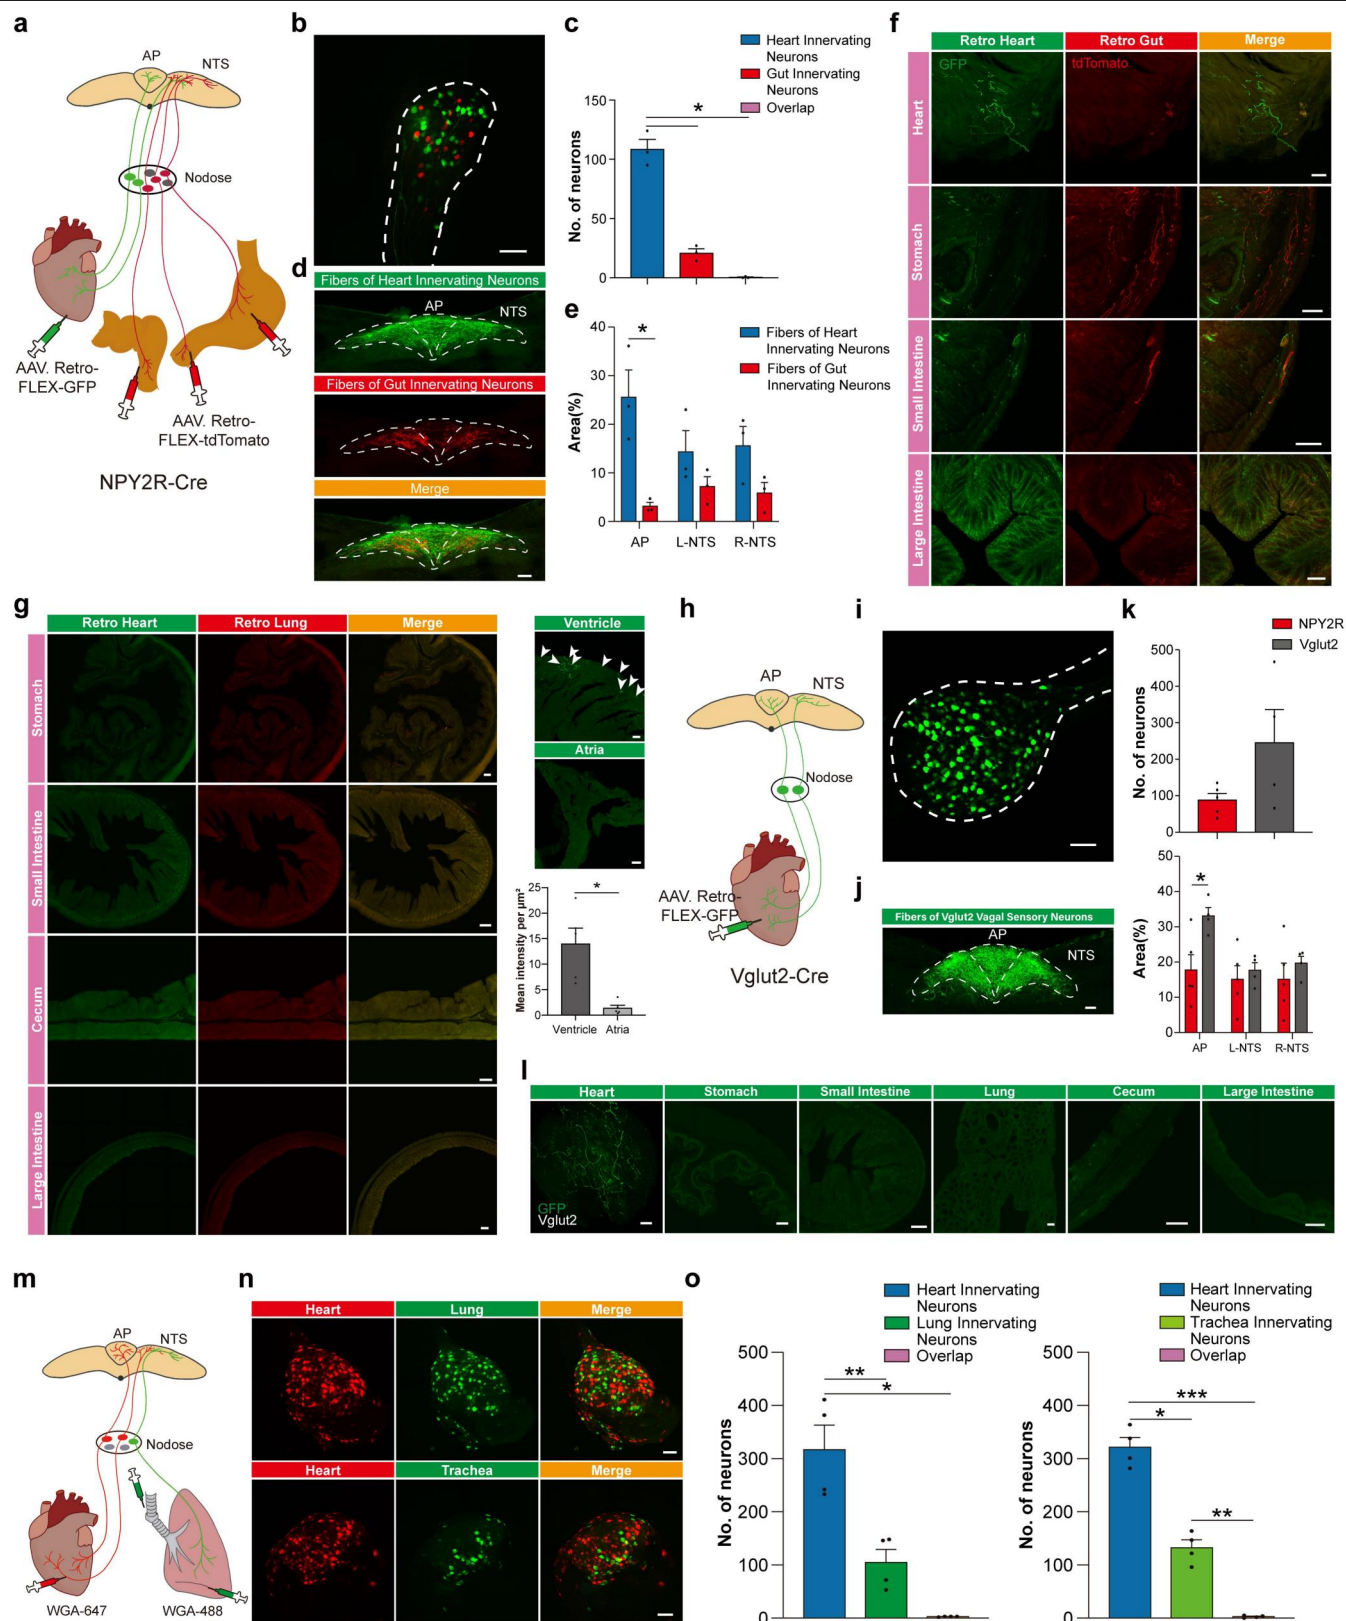 a
AP
NTS
Nodose
AAV. Retro-
FLEX-GFP
AAV. Retro-
FLEX-tdTomato
NPY2R-Cre
b
c
Heart Innervating
Neurons
Gut Innervating
Neurons
Overlap
No. of neurons
150
100
50
0
*
d
Fibers of Heart Innervating Neurons
AP
NTS
Fibers of Gut Innervating Neurons
Merge
e
Fibers of Heart
Innervating Neurons
Fibers of Gut
Innervating Neurons
Area(%)
40
30
20
10
0
*
AP L-NTS R-NTS
f
Retro Heart Retro Gut Merge
GFP tdTomato
Heart
Stomach
Small Intestine
Large Intestine
g
Retro Heart Retro Lung Merge
Stomach
Small Intestine
Cecum
Large Intestine
Ventricle
Atria
Mean intensity per μm²
25
20
15
10
5
0
*
Ventricle Atria
h
AP
NTS
Nodose
AAV. Retro-
FLEX-GFP
Vglut2-Cre
i
j
Fibers of Vglut2 Vagal Sensory Neurons
AP
NTS
k
NPY2R
Vglut2
No. of neurons
500
400
300
200
100
0
Area(%)
50
40
30
20
10
0
*
AP L-NTS R-NTS
l
Heart Stomach Small Intestine Lung Cecum Large Intestine
GFP
Vglut2
m
AP
NTS
Nodose
WGA-647 WGA-488
n
Heart Lung Merge
Heart Trachea Merge
o
Heart Innervating
Neurons
Lung Innervating
Neurons
Overlap
No. of neurons
500
400
300
200
100
0
**
*
Heart Innervating
Neurons
Trachea Innervating
Neurons
Overlap
No. of neurons
500
400
300
200
100
0
***
*
**